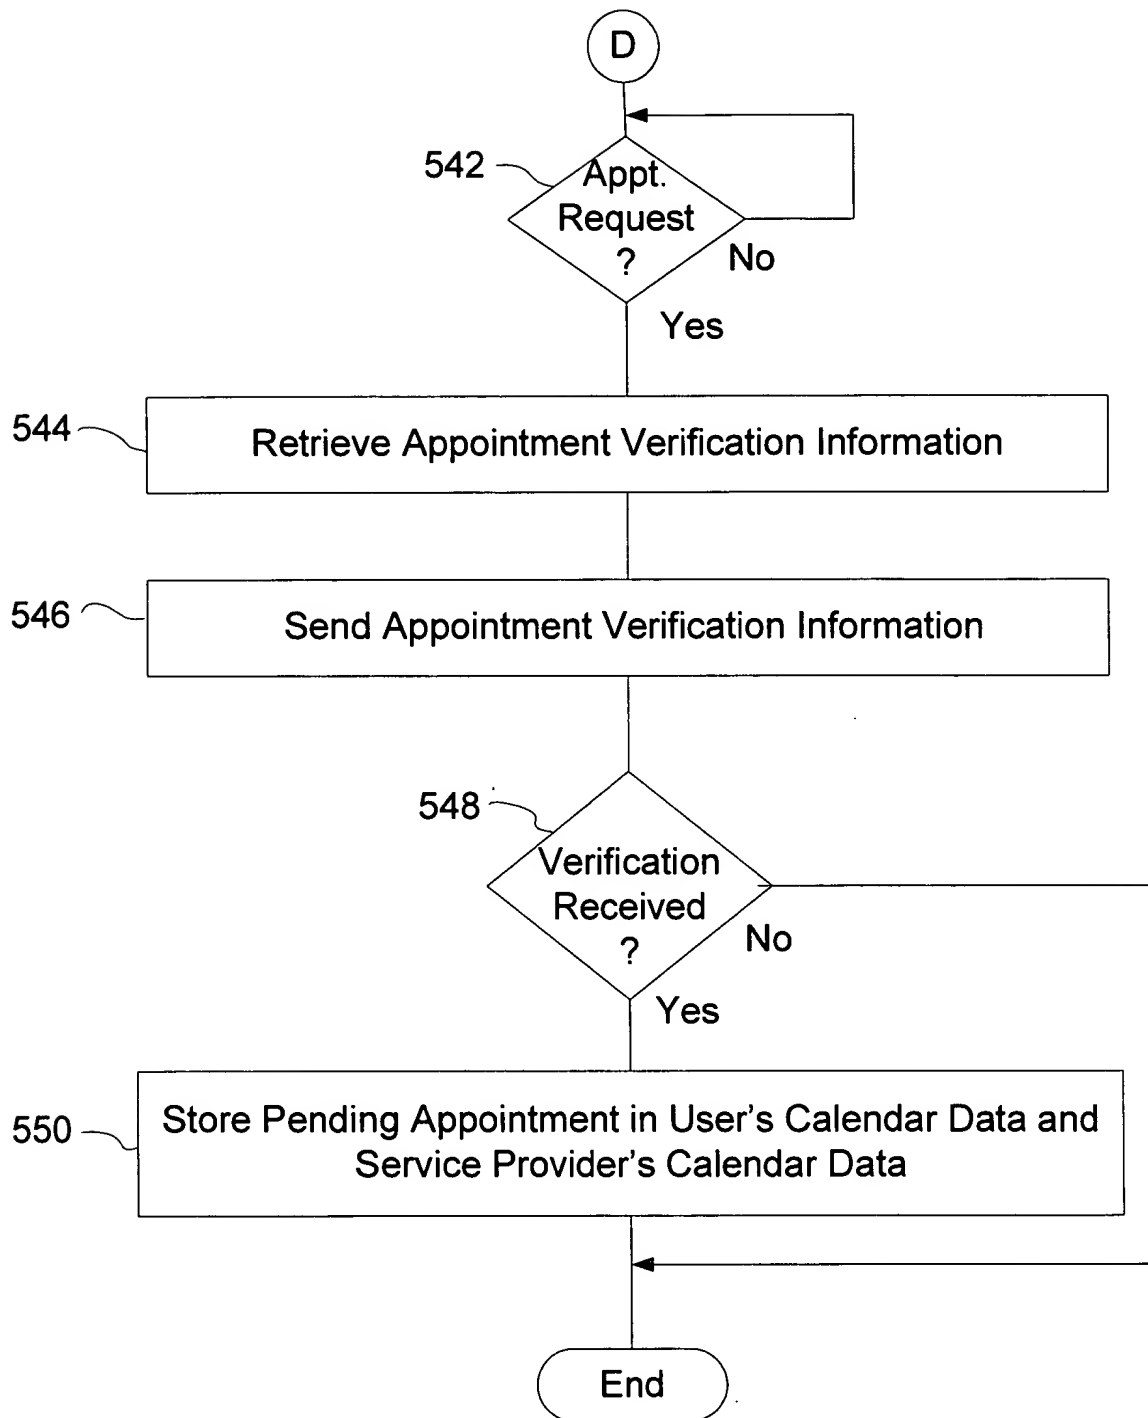 D
542
Appt.
Request
?
No
Yes
544
Retrieve Appointment Verification Information
546
Send Appointment Verification Information
548
Verification
Received
?
No
Yes
550
Store Pending Appointment in User's Calendar Data and
Service Provider's Calendar Data
End